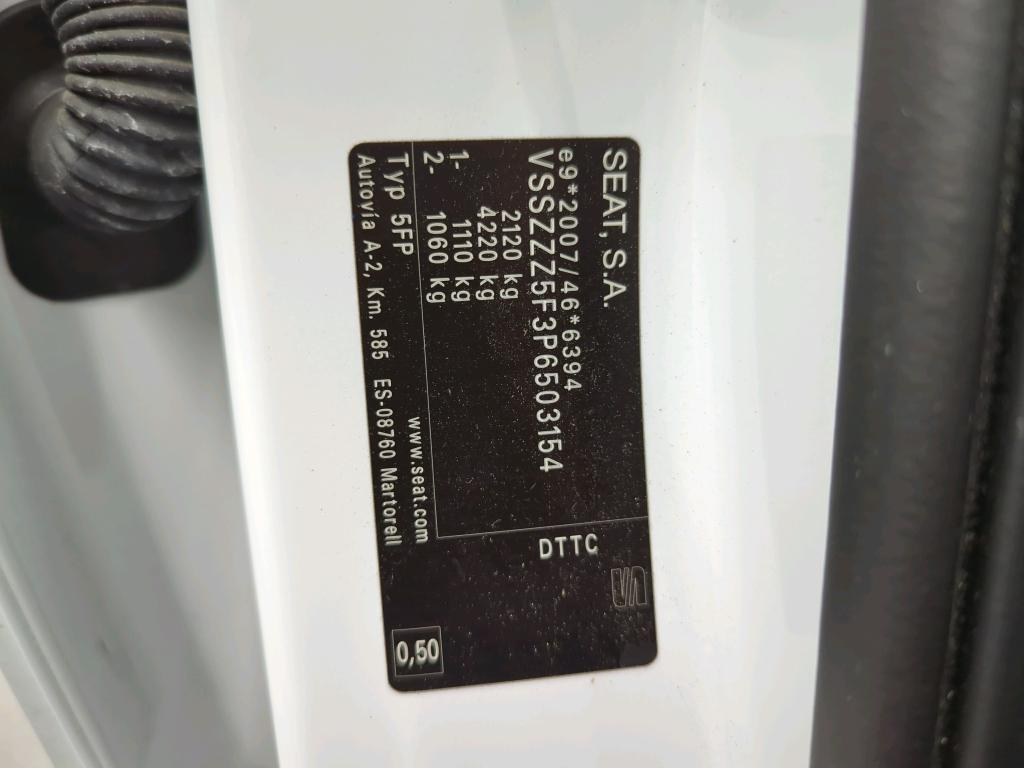 SEAT, S.A.
e9*2007/46*6394
VSSZZZ5F3P6503154
2120 kg
4220 kg
1- 1110 kg
2- 1060 kg
DTTC
Typ 5FP www.seat.com
Autovía A-2, Km. 585 ES-08760 Martorell
0,50